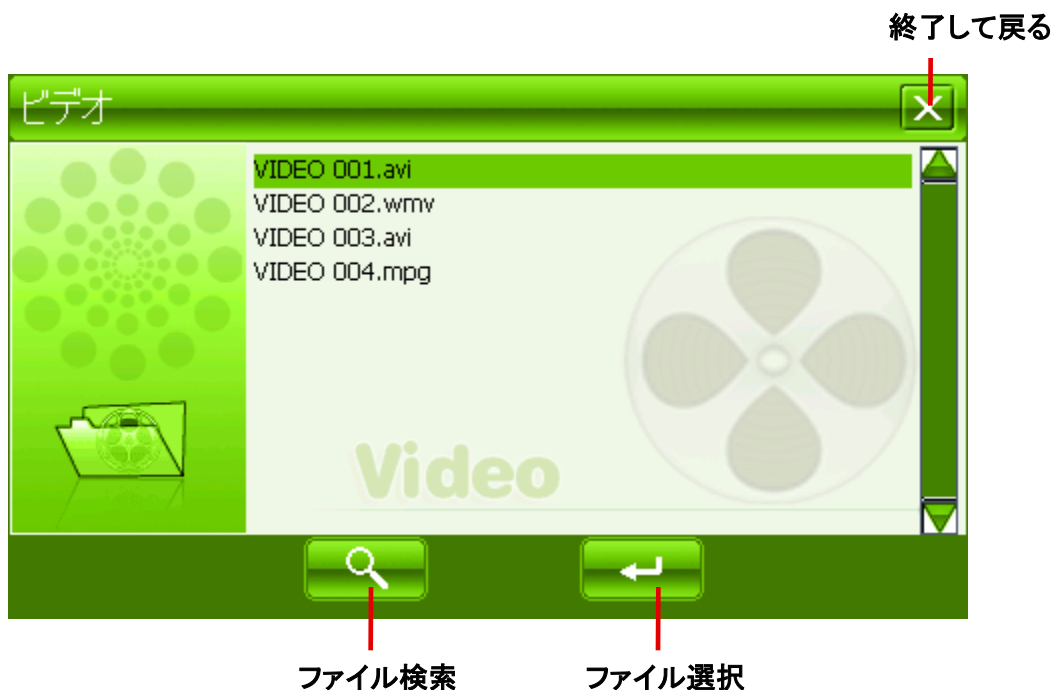 終了して戻る
ビデオ
VIDEO 001.avi
VIDEO 002.wmv
VIDEO 003.avi
VIDEO 004.mpg
Video
ファイル検索
ファイル選択